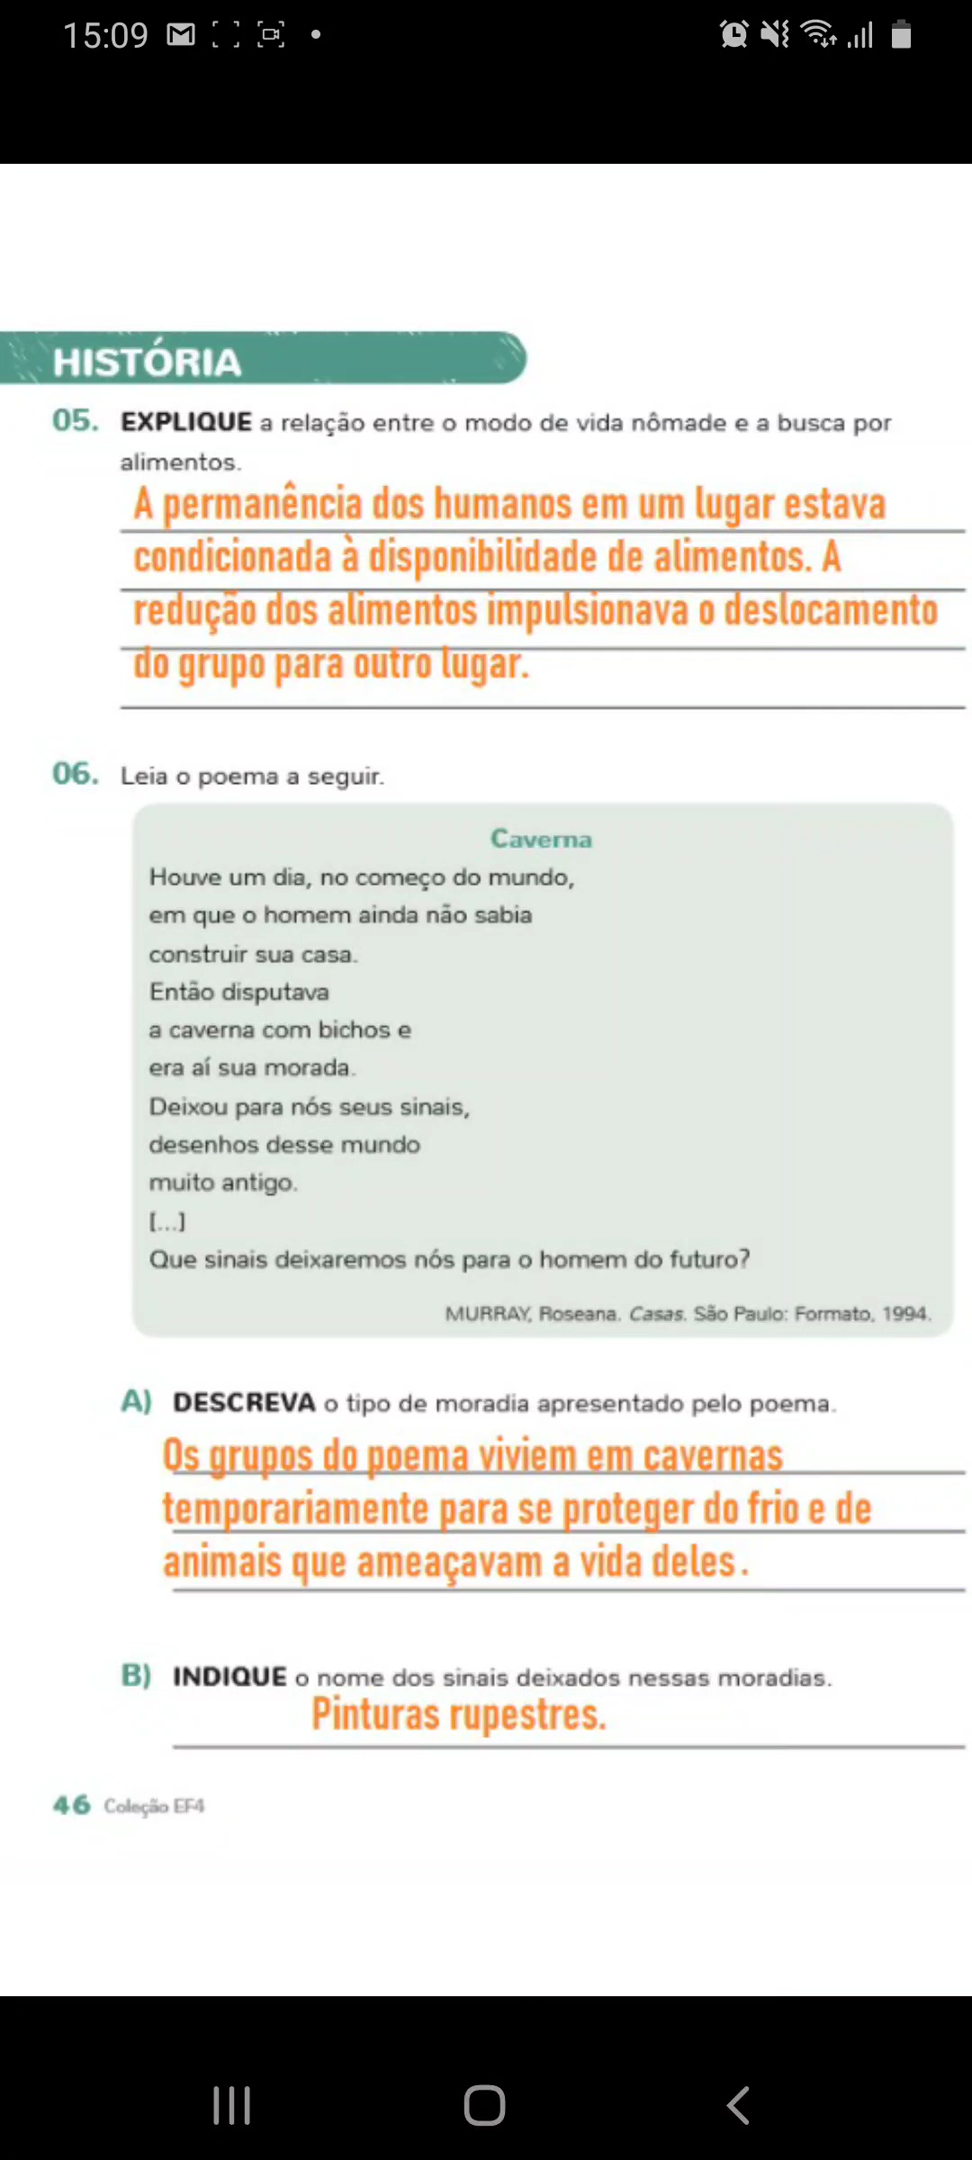 15:09
HISTÓRIA
05. EXPLIQUE a relação entre o modo de vida nômade e a busca por
alimentos.
A permanência dos humanos em um lugar estava
condicionada à disponibilidade de alimentos. A
redução dos alimentos impulsionava o deslocamento
do grupo para outro lugar.
06. Leia o poema a seguir.
Caverna
Houve um dia, no começo do mundo,
em que o homem ainda não sabia
construir sua casa.
Então disputava
a caverna com bichos e
era aí sua morada.
Deixou para nós seus sinais,
desenhos desse mundo
muito antigo.
[...]
Que sinais deixaremos nós para o homem do futuro?
MURRAY, Roseana. Casas. São Paulo: Formato, 1994.
A) DESCREVA o tipo de moradia apresentado pelo poema.
Os grupos do poema viviem em cavernas
temporariamente para se proteger do frio e de
animais que ameaçavam a vida deles.
B) INDIQUE o nome dos sinais deixados nessas moradias.
Pinturas rupestres.
46 Coleção EF4